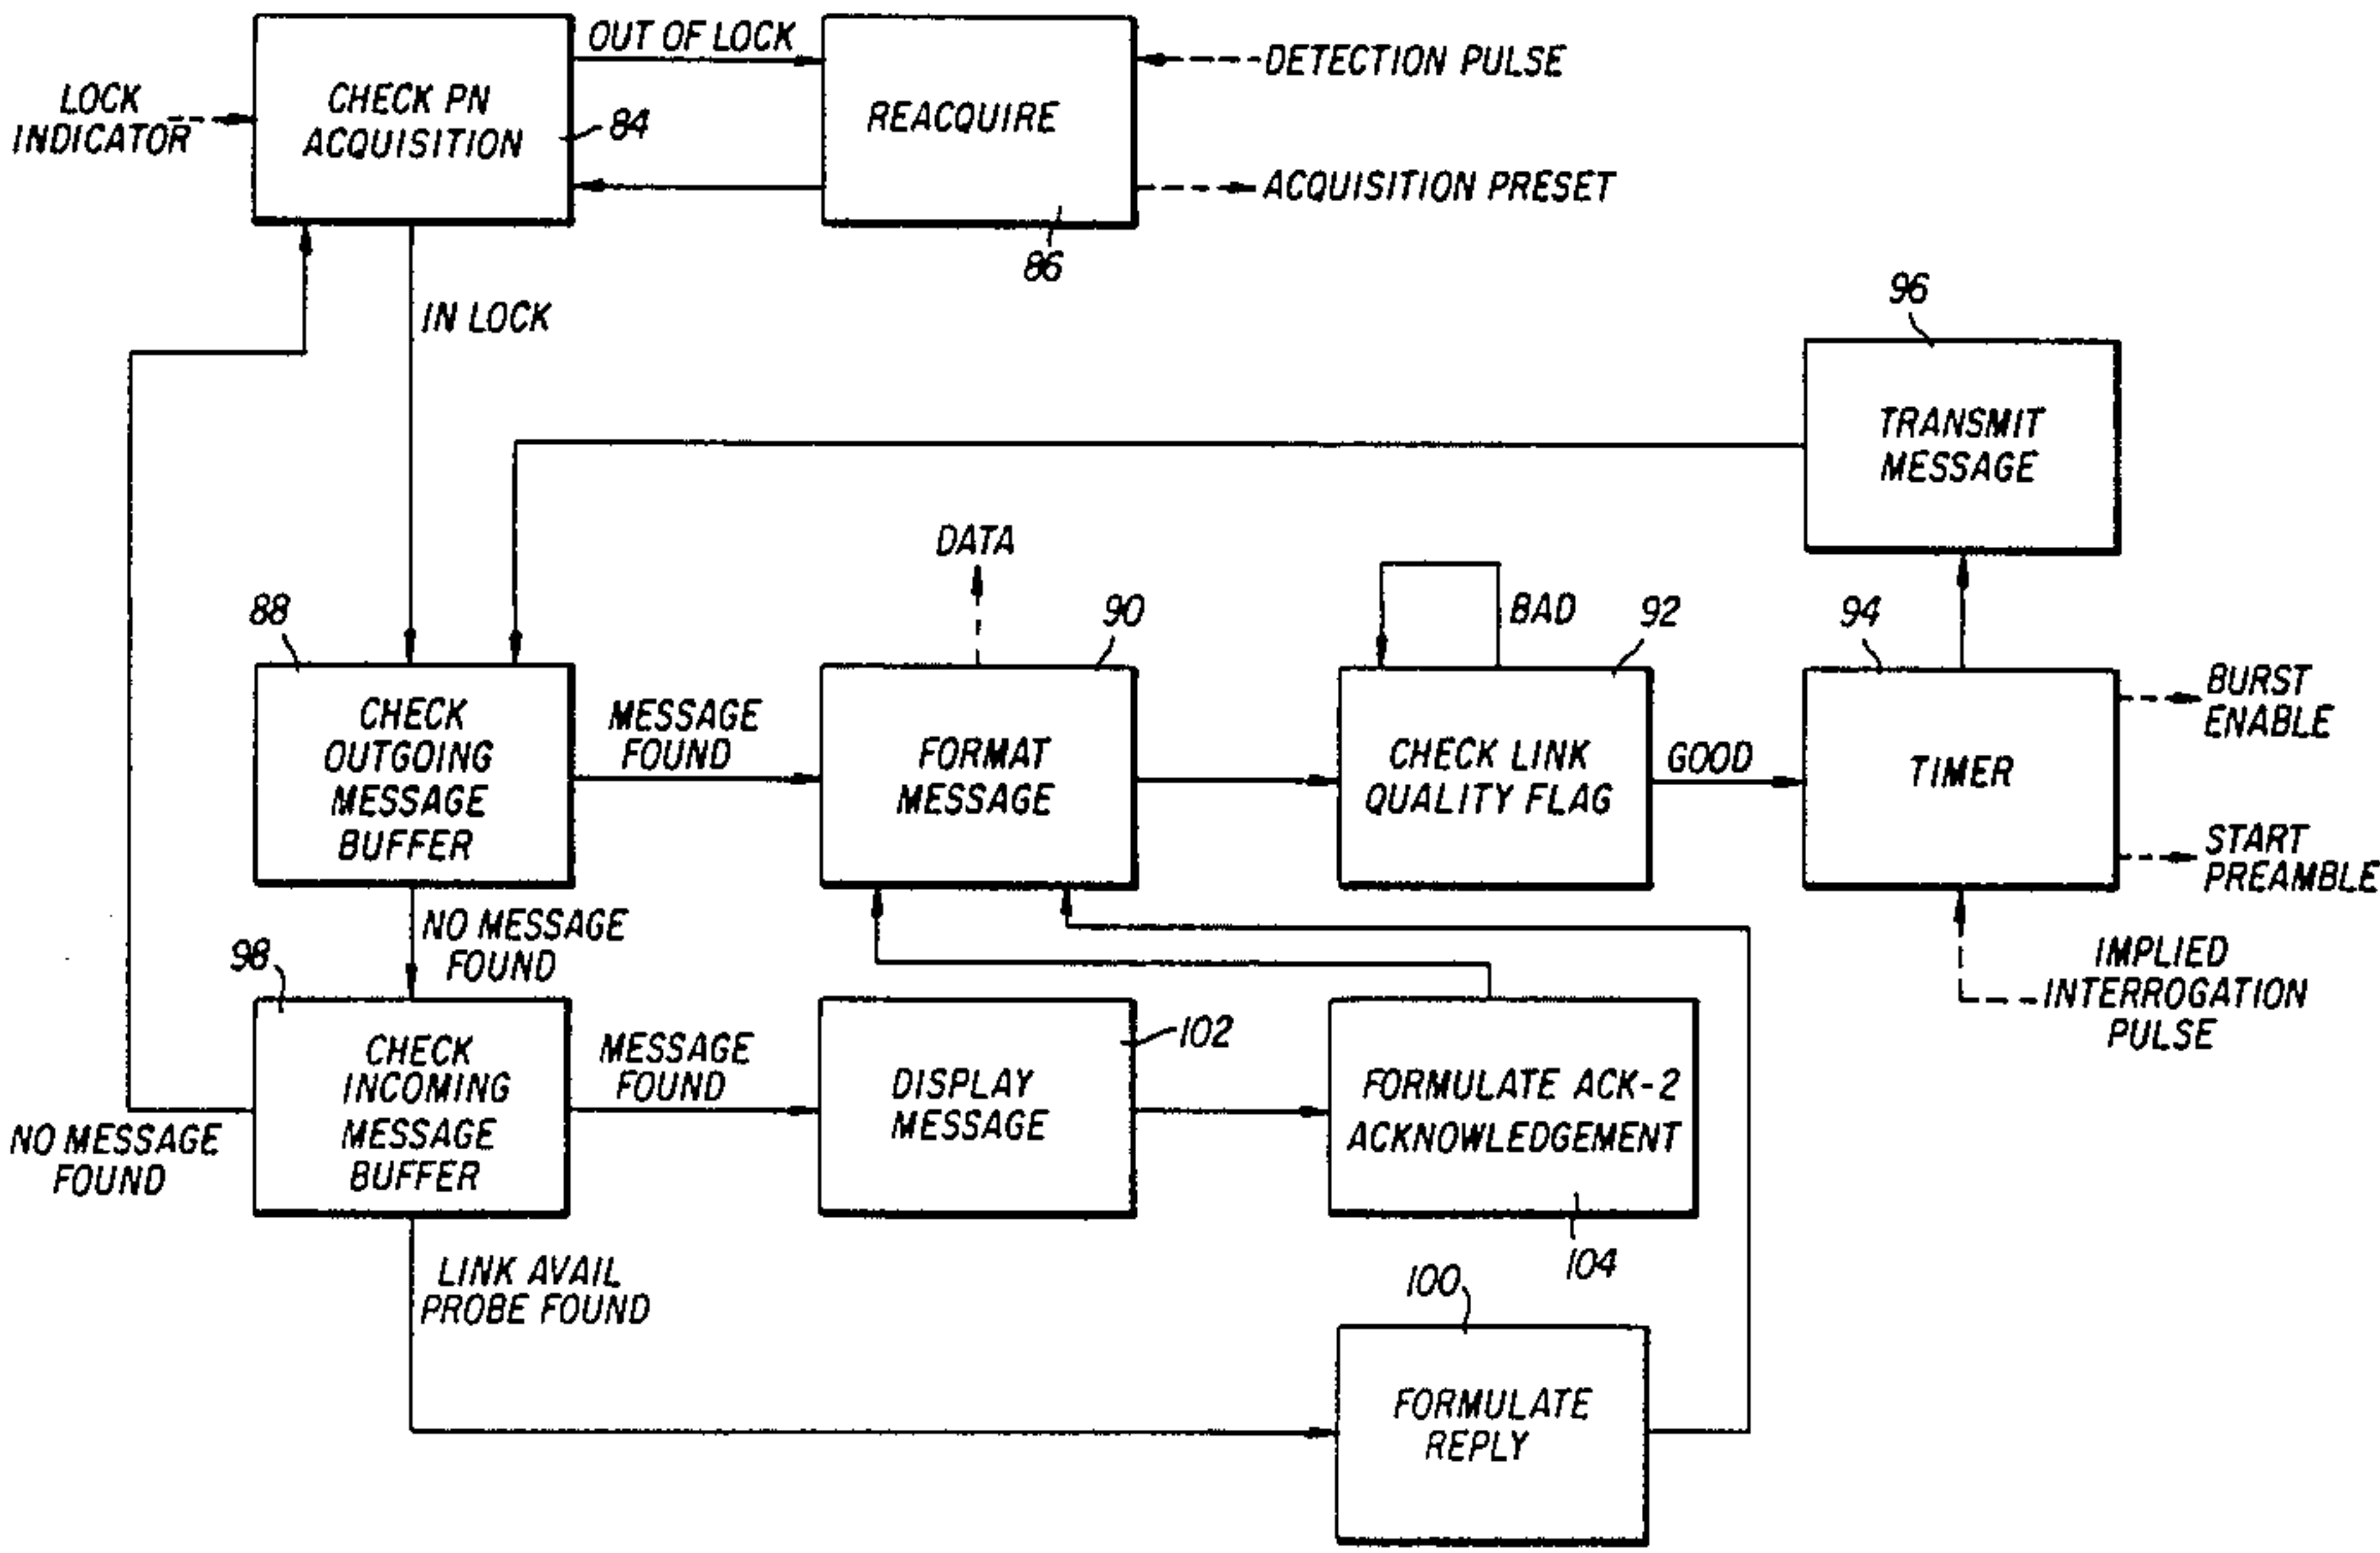 OUT OF LOCK
LOCK
INDICATOR
CHECK PN
ACQUISITION
84
REACQUIRE
86
DETECTION PULSE
ACQUISITION PRESET
IN LOCK
96
TRANSMIT
MESSAGE
DATA
88
CHECK
OUTGOING
MESSAGE
BUFFER
MESSAGE
FOUND
90
FORMAT
MESSAGE
BAD
92
CHECK LINK
QUALITY FLAG
GOOD
94
TIMER
BURST
ENABLE
START
PREAMBLE
IMPLIED
INTERROGATION
PULSE
NO MESSAGE
FOUND
98
CHECK
INCOMING
MESSAGE
BUFFER
NO MESSAGE
FOUND
MESSAGE
FOUND
102
DISPLAY
MESSAGE
FORMULATE ACK-2
ACKNOWLEDGEMENT
104
LINK AVAIL
PROBE FOUND
100
FORMULATE
REPLY